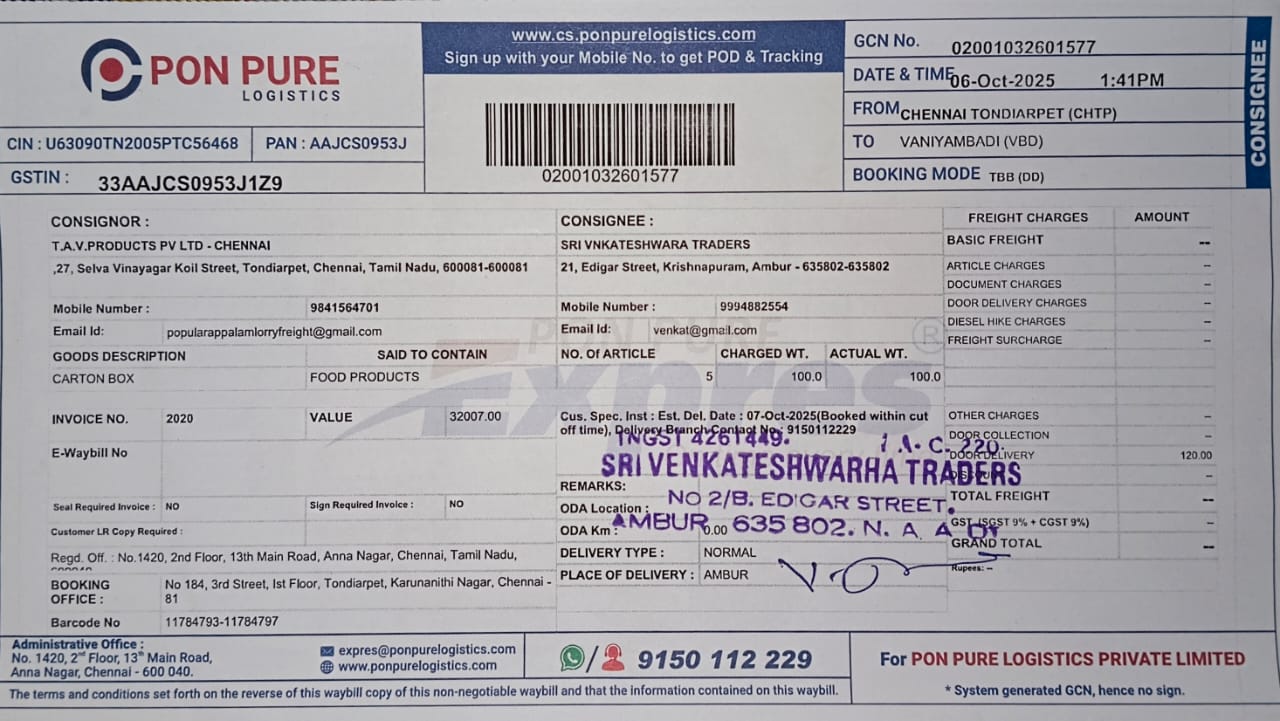 PON PURE
LOGISTICS
www.cs.ponpurelogistics.com
Sign up with your Mobile No. to get POD & Tracking
02001032601577
GCN No. 02001032601577
DATE & TIME 06-Oct-2025 1:41PM
FROM CHENNAI TONDIARPET (CHTP)
TO VANIYAMBADI (VBD)
BOOKING MODE TBB (DD)
CONSIGNEE
CIN : U63090TN2005PTC56468 PAN : AAJCS0953J
GSTIN : 33AAJCS0953J1Z9
CONSIGNOR :
T.A.V.PRODUCTS PV LTD - CHENNAI
,27, Selva Vinayagar Koil Street, Tondiarpet, Chennai, Tamil Nadu, 600081-600081
Mobile Number : 9841564701
Email Id: popularappalamlorryfreight@gmail.com
CONSIGNEE :
SRI VNKATESHWARA TRADERS
21, Edigar Street, Krishnapuram, Ambur - 635802-635802
Mobile Number : 9994882554
Email Id: venkat@gmail.com
PON PURE
Expres ®
GOODS DESCRIPTION SAID TO CONTAIN NO. Of ARTICLE CHARGED WT. ACTUAL WT.
CARTON BOX FOOD PRODUCTS 5 100.0 100.0
INVOICE NO. 2020 VALUE 32007.00
E-Waybill No
Seal Required Invoice : NO Sign Required Invoice : NO
Customer LR Copy Required :
Regd. Off. : No.1420, 2nd Floor, 13th Main Road, Anna Nagar, Chennai, Tamil Nadu,
BOOKING OFFICE : No 184, 3rd Street, Ist Floor, Tondiarpet, Karunanithi Nagar, Chennai -
81
Barcode No 11784793-11784797
Cus. Spec. Inst : Est. Del. Date : 07-Oct-2025(Booked within cut
off time), Delivery Branch Contact No : 9150112229
REMARKS:
ODA Location :
ODA Km : 0.00
DELIVERY TYPE : NORMAL
PLACE OF DELIVERY : AMBUR
TNGST 4261449.
SRI VENKATESHWARHA TRADERS
NO 2/B. EDIGAR STREET.
AMBUR 635 802. N. A. A
FREIGHT CHARGES AMOUNT
BASIC FREIGHT --
ARTICLE CHARGES --
DOCUMENT CHARGES --
DOOR DELIVERY CHARGES --
DIESEL HIKE CHARGES --
FREIGHT SURCHARGE --
OTHER CHARGES --
DOOR COLLECTION --
DOOR DELIVERY 120.00
DISCOUNT --
TOTAL FREIGHT --
GST (SGST 9% + CGST 9%) --
GRAND TOTAL --
Rupees: --
Administrative Office :
No. 1420, 2nd Floor, 13th Main Road,
Anna Nagar, Chennai - 600 040.
expres@ponpurelogistics.com
www.ponpurelogistics.com
/ 9150 112 229
For PON PURE LOGISTICS PRIVATE LIMITED
* System generated GCN, hence no sign.
The terms and conditions set forth on the reverse of this waybill copy of this non-negotiable waybill and that the information contained on this waybill.